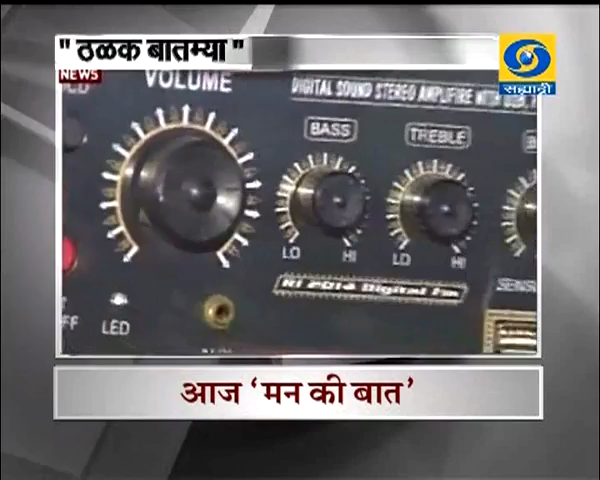 " ठळक बातम्या "
सह्याद्री
NEWS
VOLUME
DIGITAL SOUND STEREO AMPLIFIRE WITH
BASS
TREBLE
LO
HI
LO
HI
RI 2014 Digital FM
LED
आज ‘मन की बात’